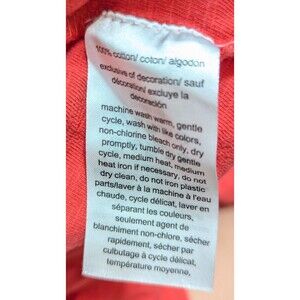 100% cotton/ coton/ algodon
exclusive of decoration/ sauf
décoration/ excluye la
decoración
machine wash warm, gentle
cycle, wash with like colors,
non-chlorine bleach only, dry
promptly, tumble dry gentle
cycle, medium heat, medium
heat iron if necessary, do not
dry clean, do not iron plastic
parts/laver à la machine à l'eau
chaude, cycle délicat, laver en
séparant les couleurs,
seulement agent de
blanchiment non-chlore, sécher
rapidement, sécher par
culbutage à cycle délicat,
température moyenne,